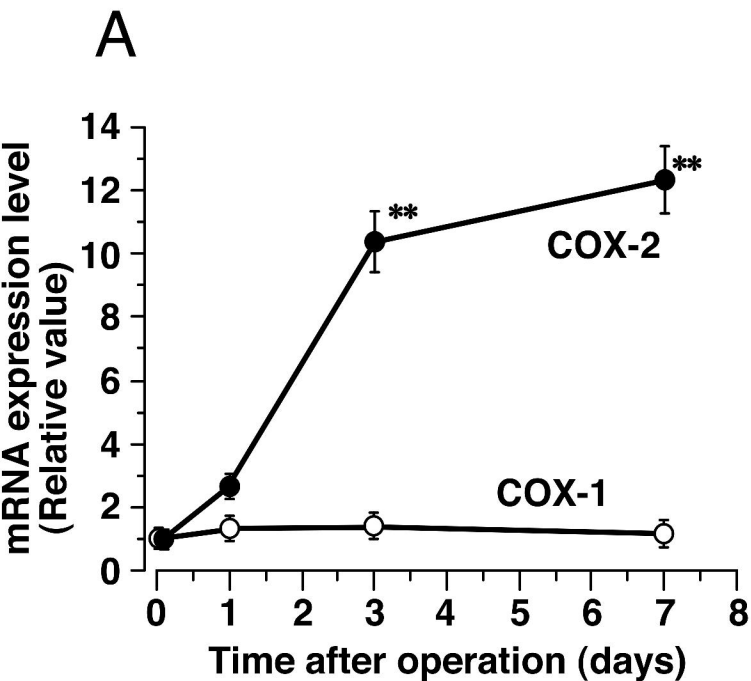 A
mRNA expression level
(Relative value)
14
12
10
8
6
4
2
0
**
**
COX-2
COX-1
0 1 2 3 4 5 6 7 8
Time after operation (days)